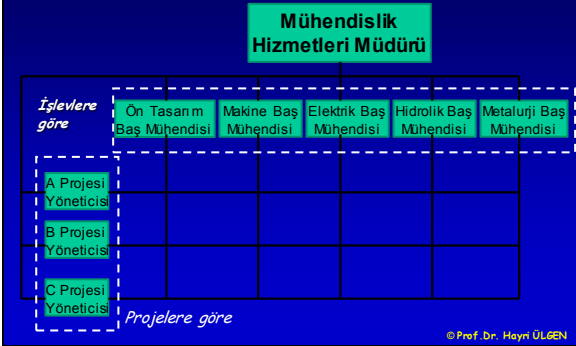 Mühendislik
Hizmetleri Müdürü
İşlevlere
göre
Ön Tasarım
Baş Mühendisi
Makine Baş
Mühendisi
Elektrik Baş
Mühendisi
Hidrolik Baş
Mühendisi
Metalurji Baş
Mühendisi
A Projesi
Yöneticisi
B Projesi
Yöneticisi
C Projesi
Yöneticisi
Projelere göre
©Prof.Dr. Hayri ÜLGEN